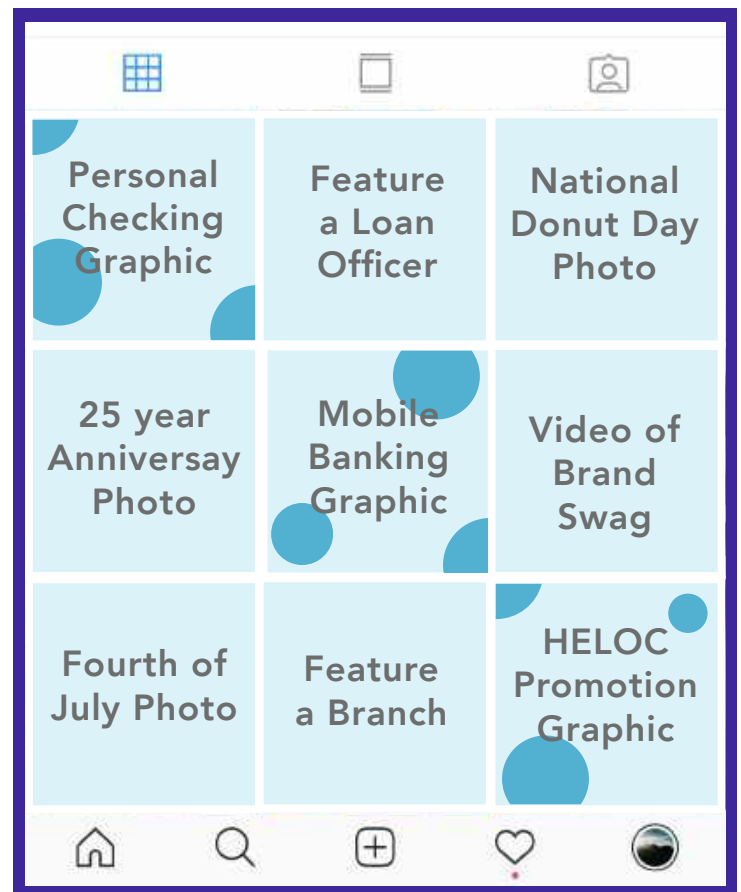 Personal
Checking
Graphic
Feature
a Loan
Officer
National
Donut Day
Photo
25 year
Anniversay
Photo
Mobile
Banking
Graphic
Video of
Brand
Swag
Fourth of
July Photo
Feature
a Branch
HELOC
Promotion
Graphic